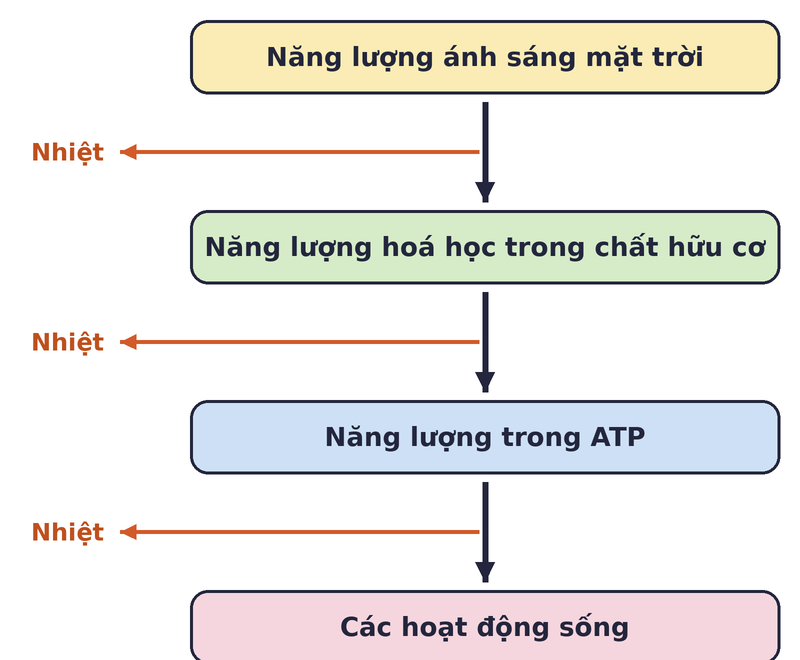 Năng lượng ánh sáng mặt trời
Nhiệt
Năng lượng hoá học trong chất hữu cơ
Nhiệt
Năng lượng trong ATP
Nhiệt
Các hoạt động sống